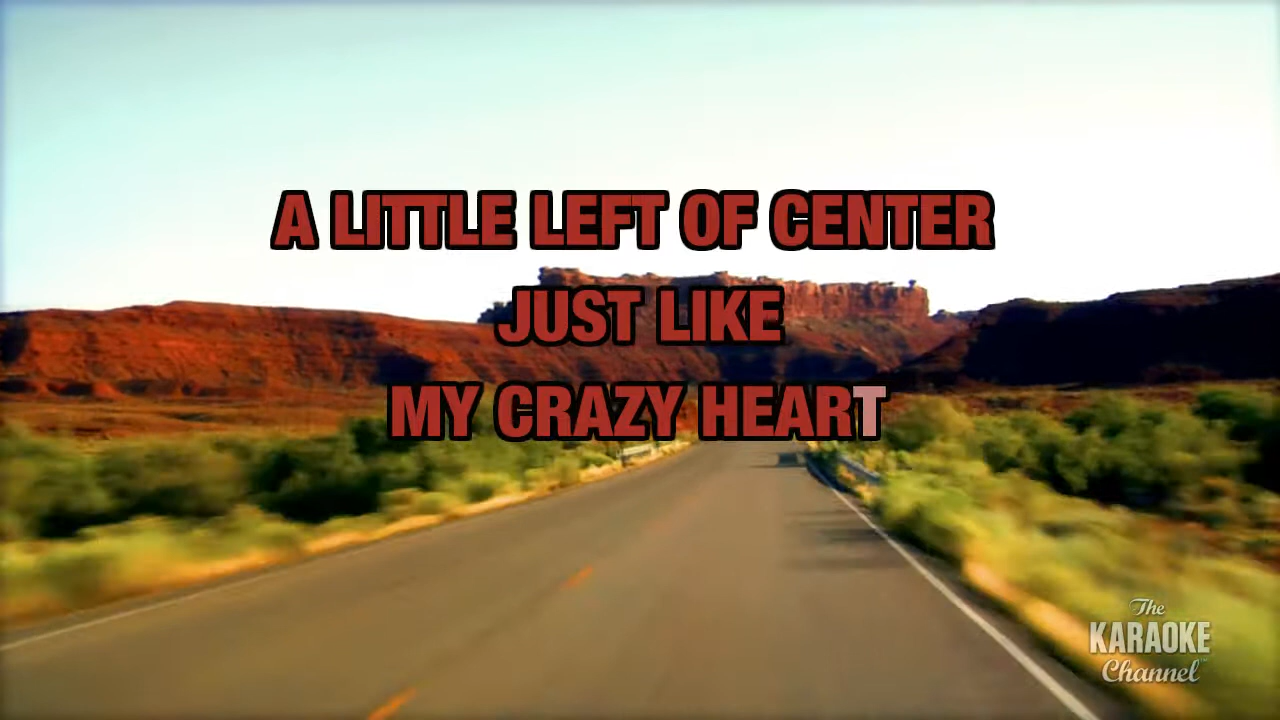 A LITTLE LEFT OF CENTER
JUST LIKE
MY CRAZY HEART
The
KARAOKE
Channel